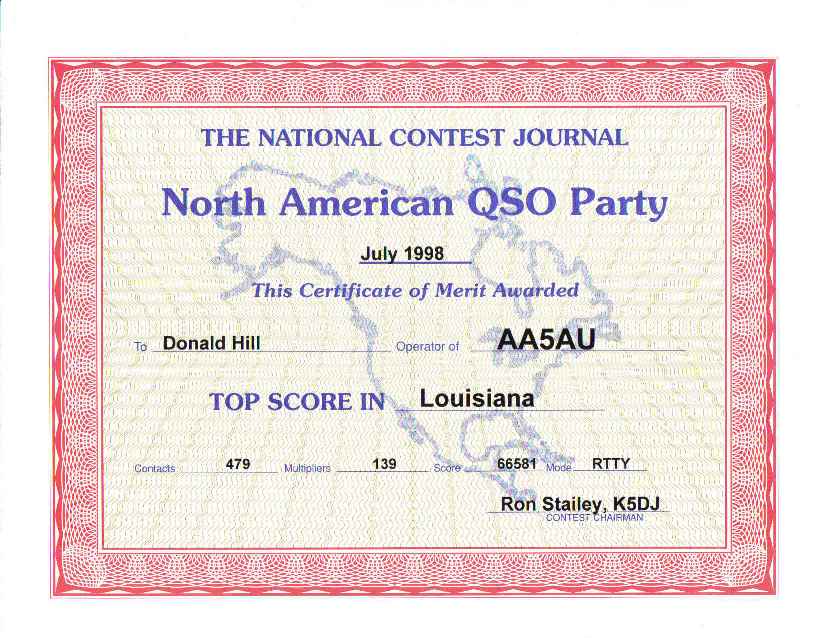 THE NATIONAL CONTEST JOURNAL
North American QSO Party
July 1998
This Certificate of Merit Awarded
To Donald Hill Operator of AA5AU
TOP SCORE IN Louisiana
Contacts 479 Multipliers 139 Score 66581 Mode RTTY
Ron Stailey, K5DJ
CONTEST CHAIRMAN